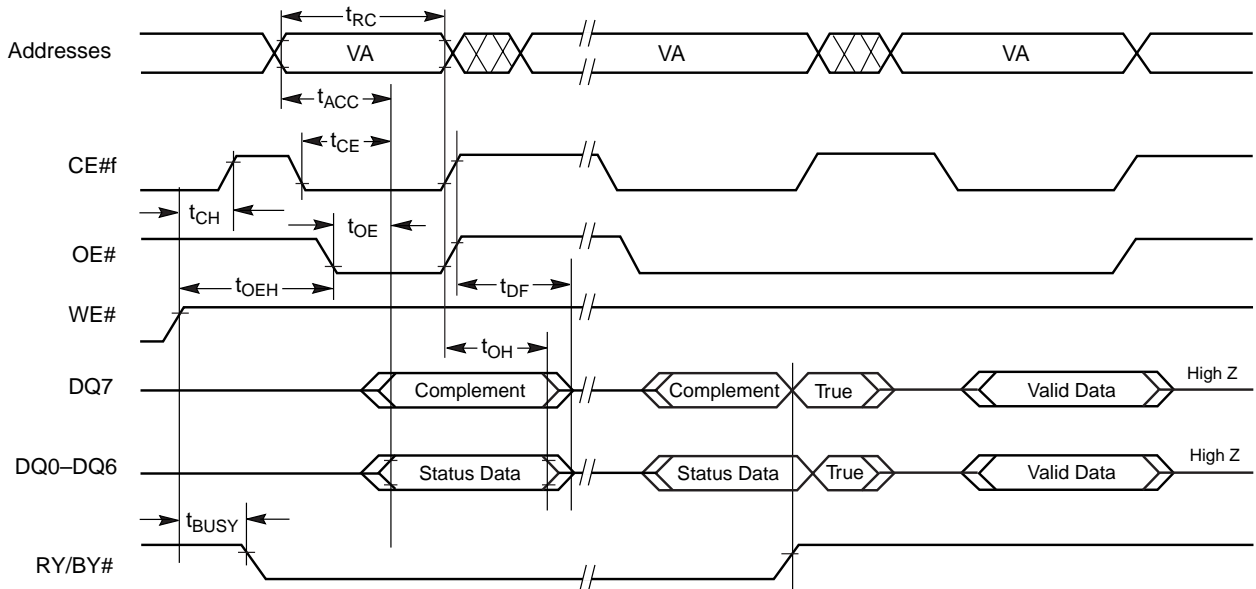 tRC
Addresses VA VA VA
tACC
tCE
CE#f
tCH tOE
OE#
tOEH tDF
WE#
tOH
DQ7 Complement Complement True Valid Data High Z
DQ0–DQ6 Status Data Status Data True Valid Data High Z
tBUSY
RY/BY#